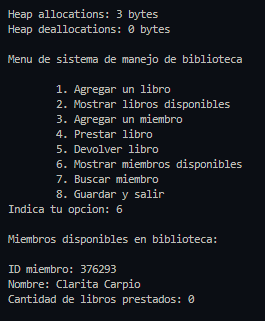 Heap allocations: 3 bytes
Heap deallocations: 0 bytes
Menu de sistema de manejo de biblioteca
1. Agregar un libro
2. Mostrar libros disponibles
3. Agregar un miembro
4. Prestar libro
5. Devolver libro
6. Mostrar miembros disponibles
7. Buscar miembro
8. Guardar y salir
Indica tu opcion: 6
Miembros disponibles en biblioteca:
ID miembro: 376293
Nombre: Clarita Carpio
Cantidad de libros prestados: 0